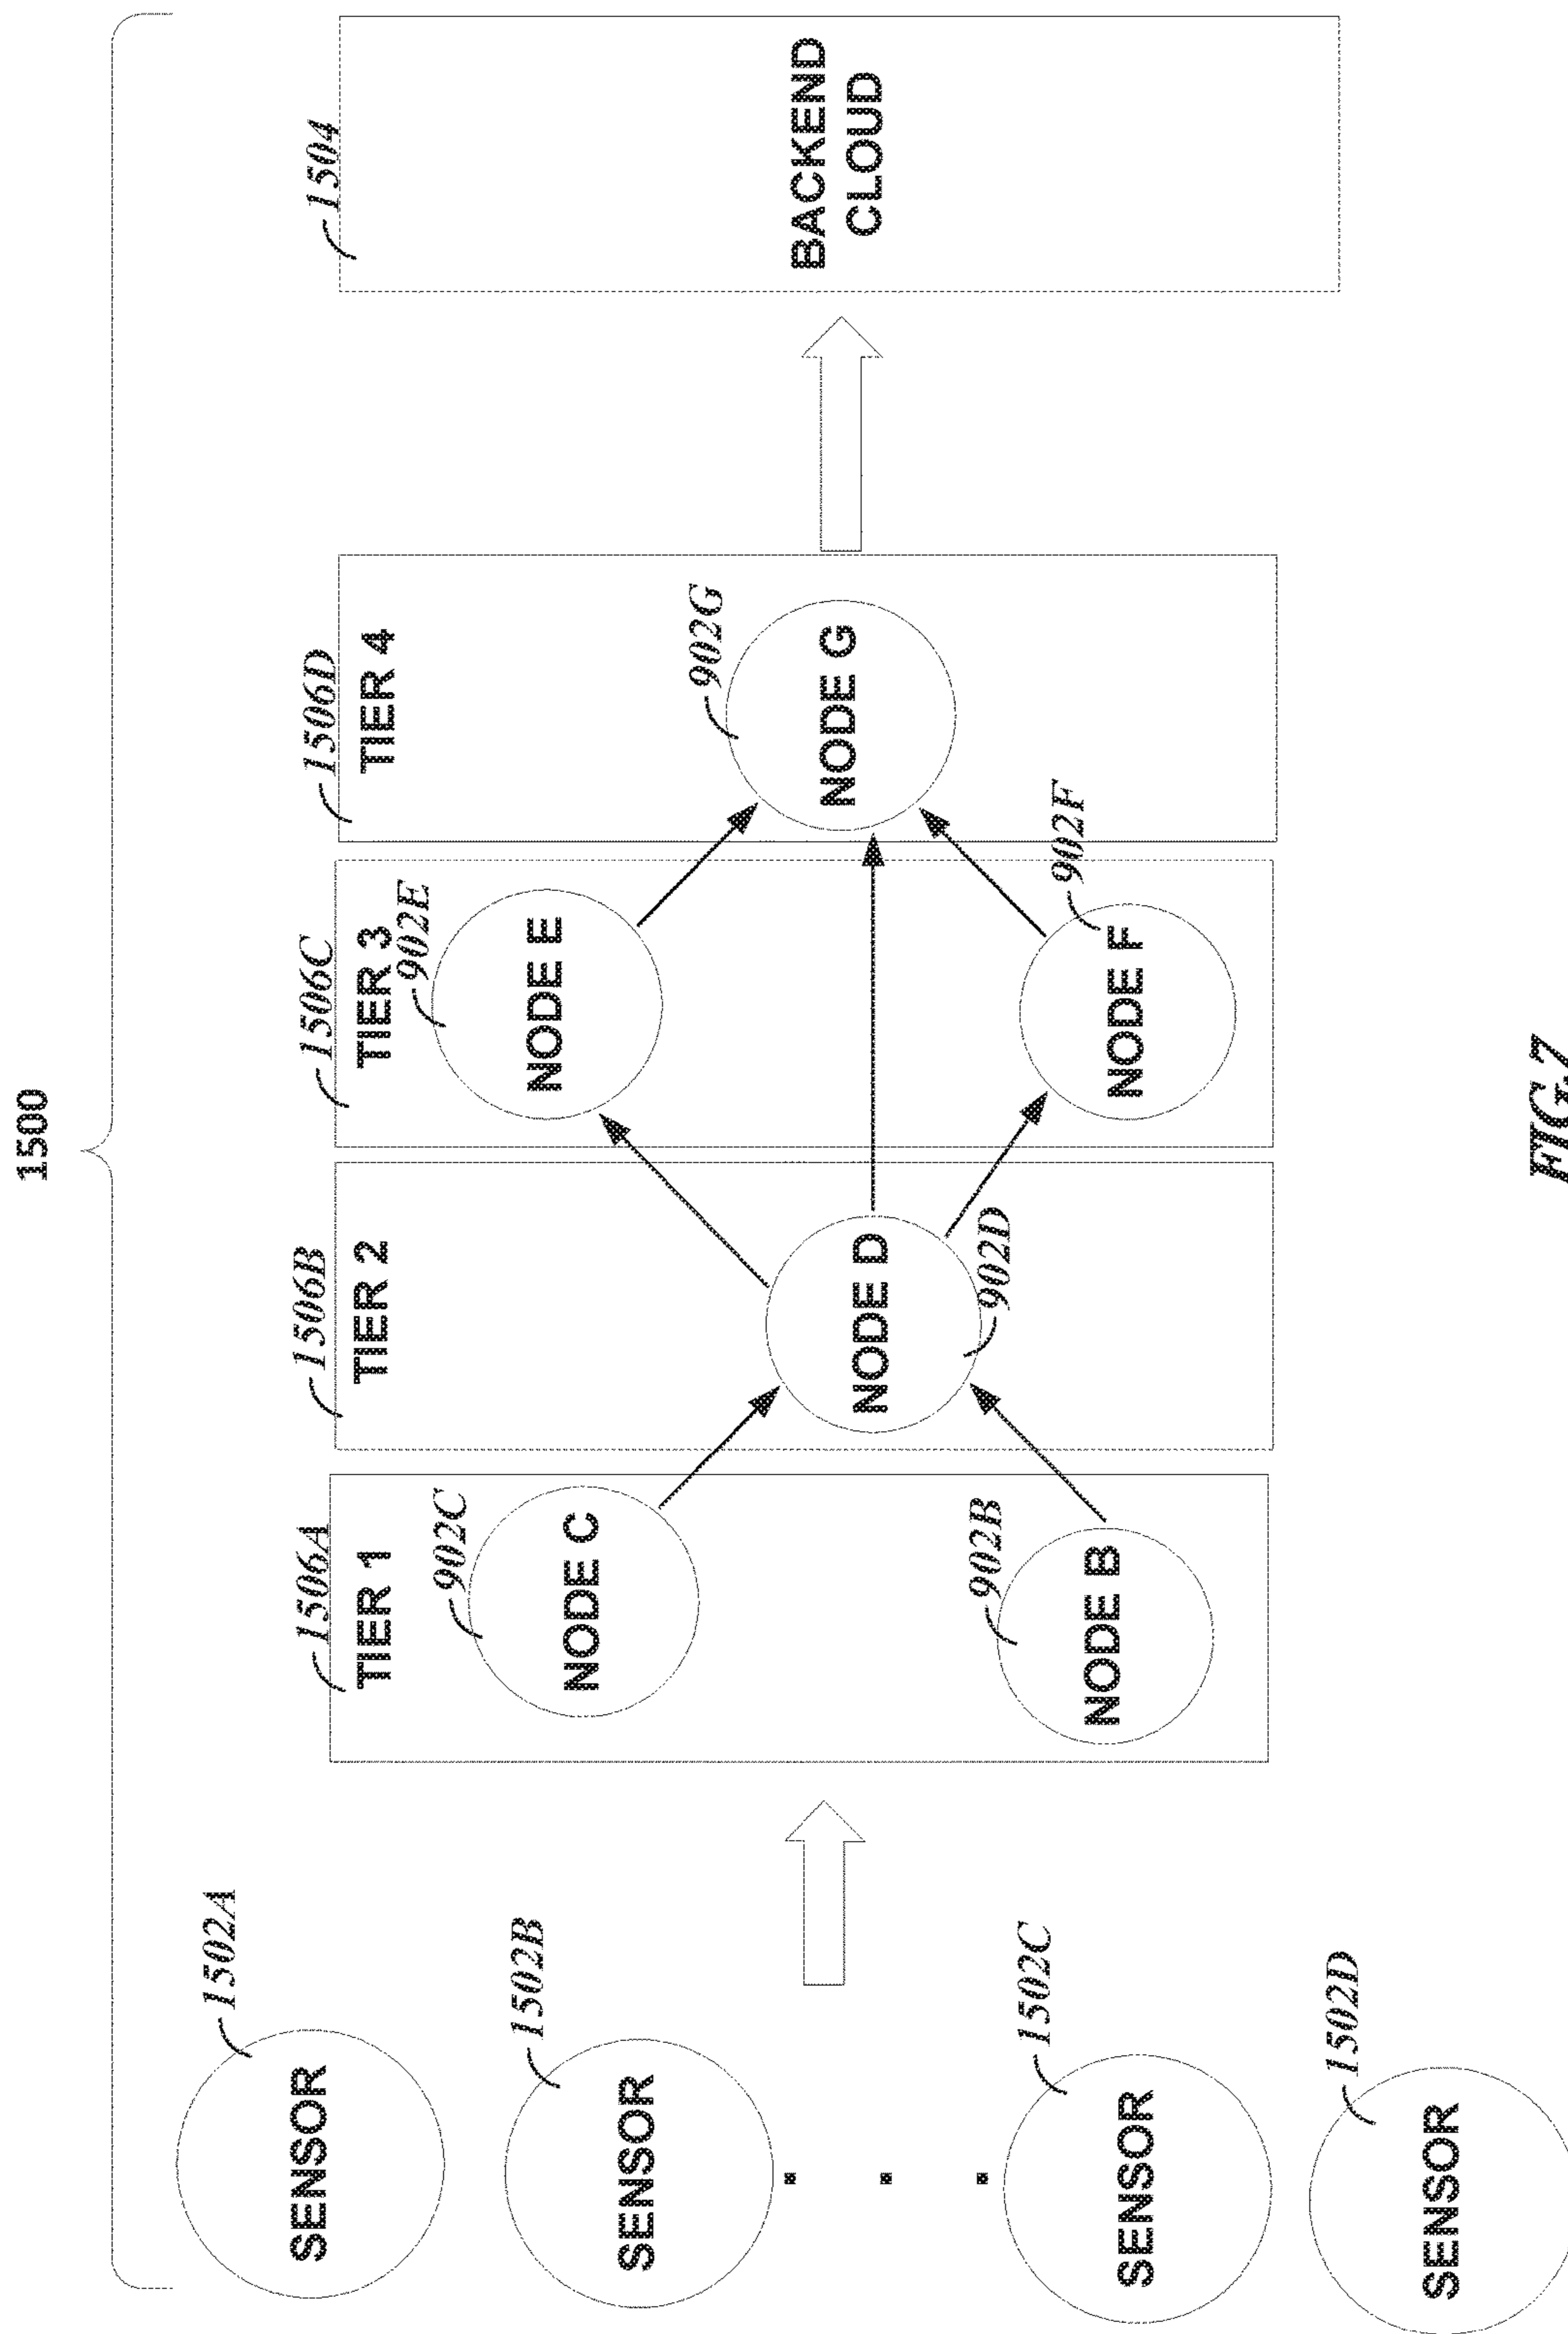 1500
1502A
SENSOR
1502B
SENSOR
1502C
SENSOR
1502D
SENSOR
1506A
TIER 1
902C
NODE C
902B
NODE B
1506B
TIER 2
NODE D
902D
1506C
TIER 3
902E
NODE E
902F
NODE F
1506D
TIER 4
902G
NODE G
1504
BACKEND
CLOUD
FIG.7